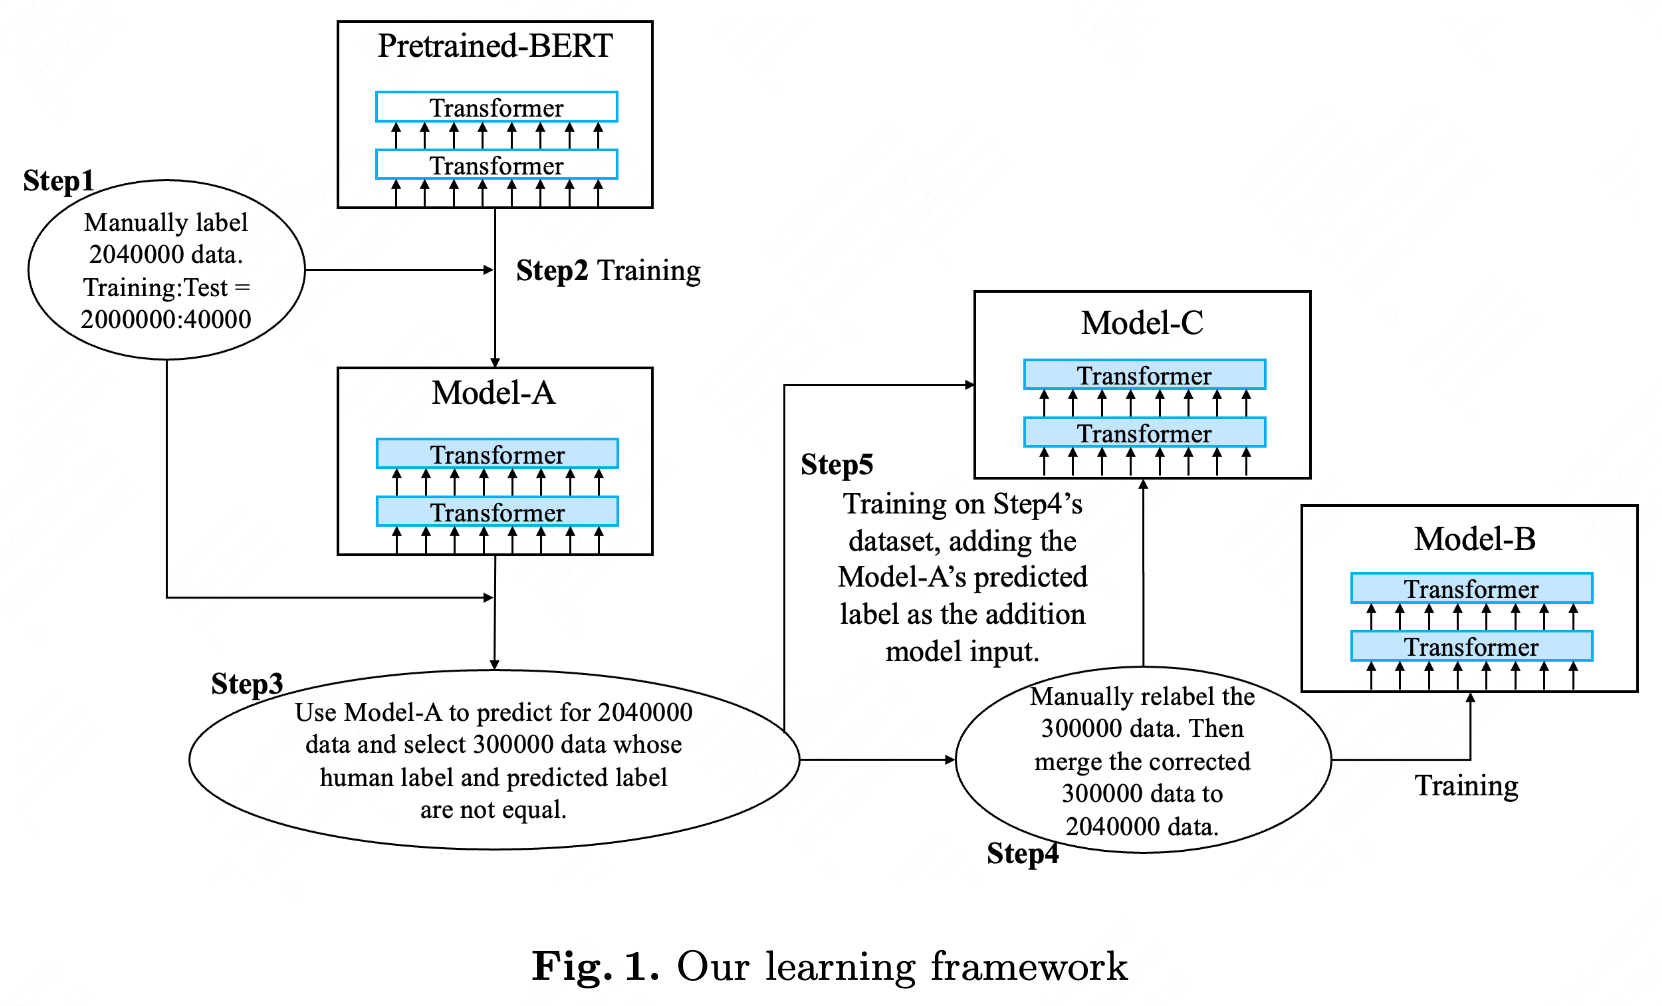 Pretrained-BERT
Transformer
Transformer
Step1
Manually label
2040000 data.
Training:Test =
2000000:40000
Step2 Training
Model-A
Transformer
Transformer
Step3
Use Model-A to predict for 2040000
data and select 300000 data whose
human label and predicted label
are not equal.
Model-C
Transformer
Transformer
Step5
Training on Step4’s
dataset, adding the
Model-A’s predicted
label as the addition
model input.
Model-B
Transformer
Transformer
Manually relabel the
300000 data. Then
merge the corrected
300000 data to
2040000 data.
Step4
Training
Fig. 1. Our learning framework